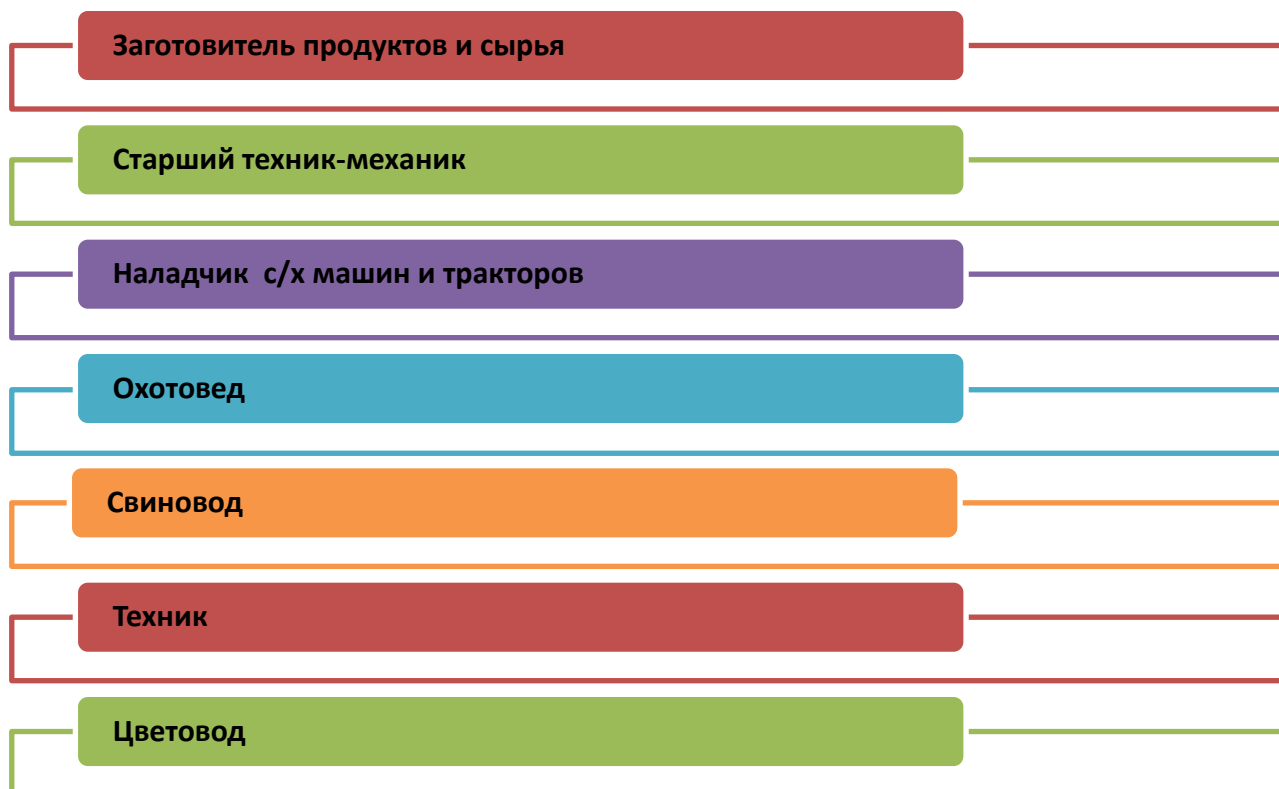 Заготовитель продуктов и сырья
Старший техник-механик
Наладчик  с/х машин и тракторов
Охотовед
Свиновод
Техник
Цветовод